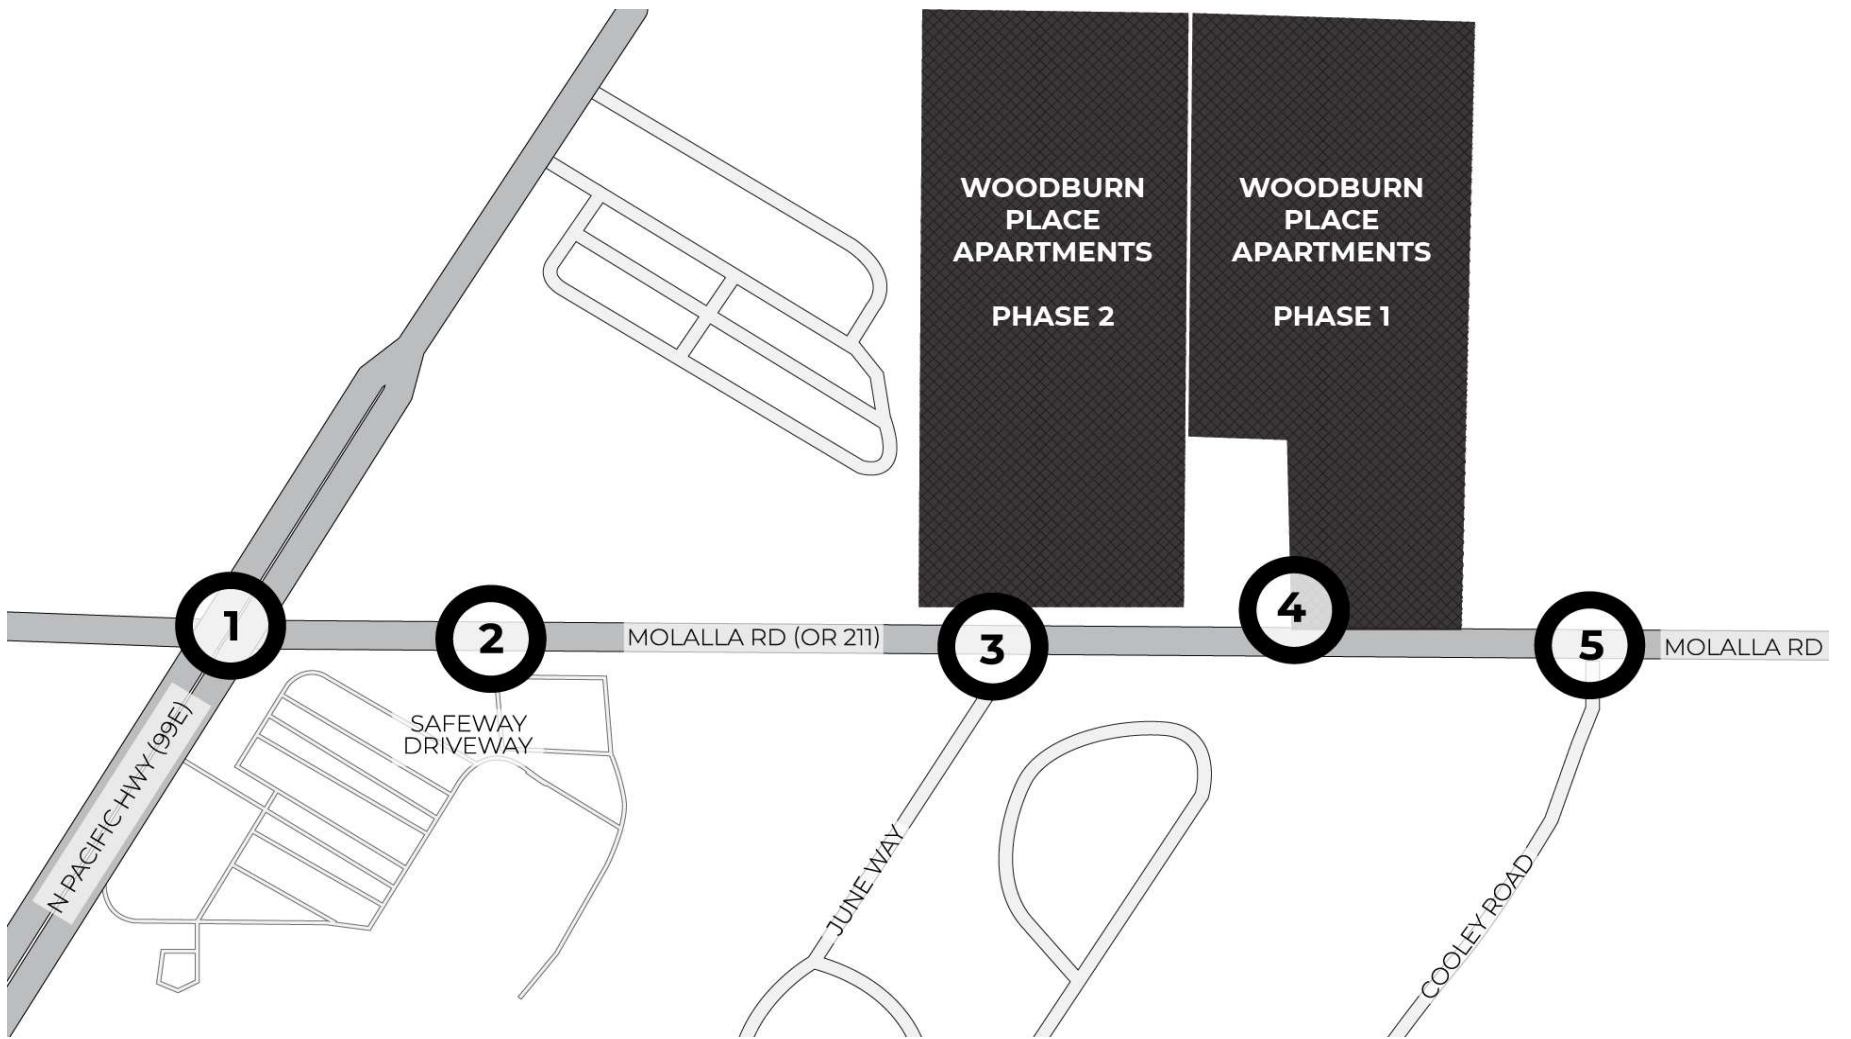 WOODBURN
PLACE
APARTMENTS
PHASE 2
WOODBURN
PLACE
APARTMENTS
PHASE 1
1
2
MOLALLA RD (OR 211)
3
4
5
MOLALLA RD
SAFEWAY
DRIVEWAY
N PACIFIC HWY (99E)
JUNE WAY
COOLEY ROAD